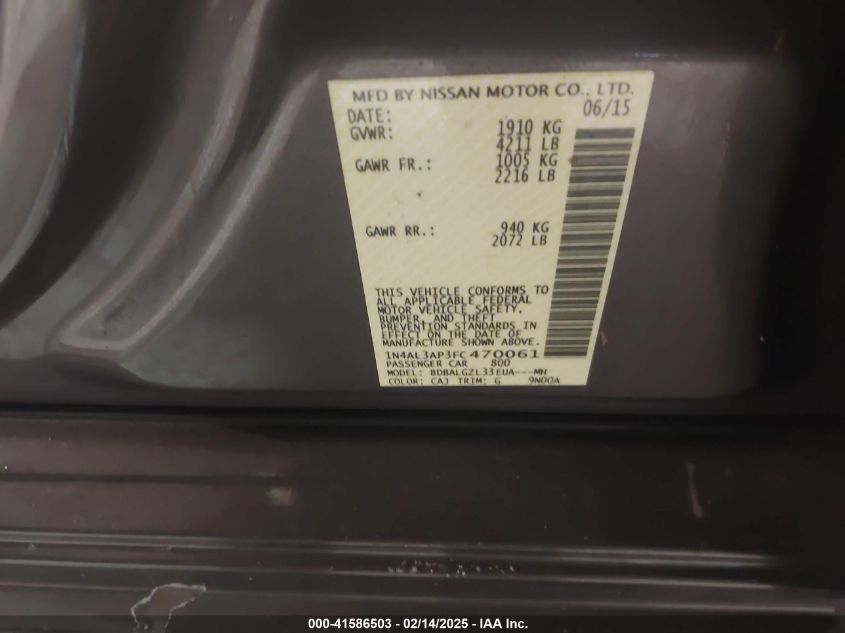 MFD BY NISSAN MOTOR CO., LTD.
DATE: 06/15
GVWR: 1910 KG
4211 LB
GAWR FR.: 1005 KG
2216 LB
GAWR RR.: 940 KG
2072 LB
THIS VEHICLE CONFORMS TO
ALL APPLICABLE FEDERAL
MOTOR VEHICLE SAFETY,
BUMPER, AND THEFT
PREVENTION STANDARDS IN
EFFECT ON THE DATE OF
MANUFACTURE SHOWN ABOVE.
1N4AL3AP3FC470061
PASSENGER CAR 800
MODEL: BDBALGZL33EUA---MH
COLOR: CAJ TRIM: G 9N00A
000-41586503 - 02/14/2025 - IAA Inc.